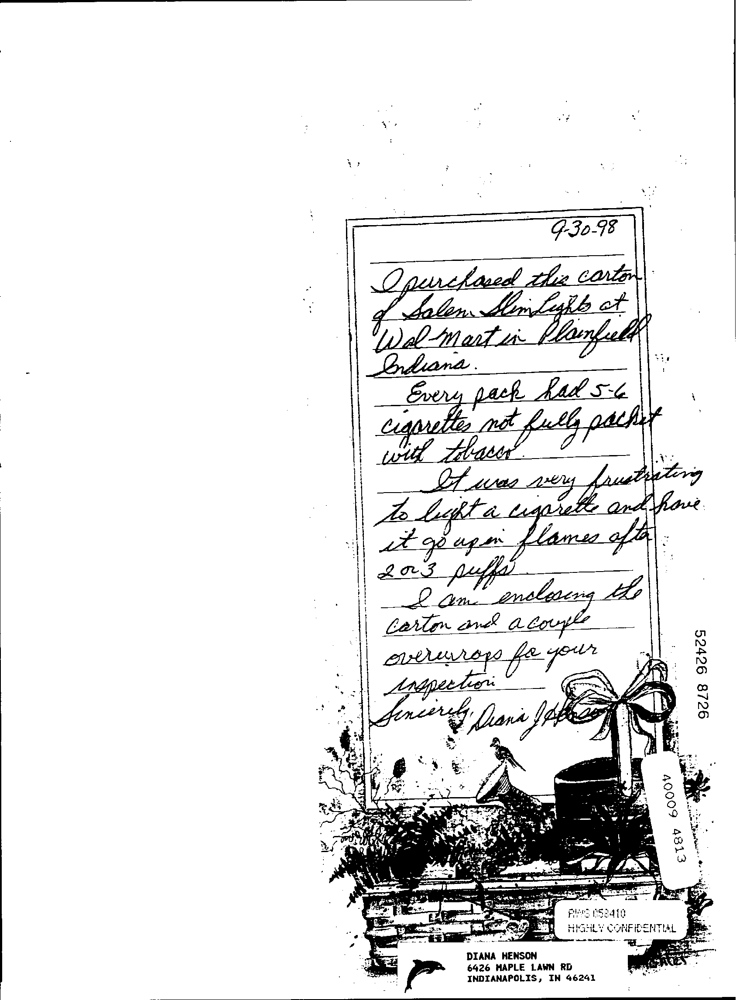 9-30-98
I purchased this carton
of Salem Slim Lights at
Wal-Mart in Plainfield
Indiana.
Every pack had 5-6
cigarettes not fully packet
with tobacco.
It was very frustrating
to light a cigarette and have
it go up in flames after
2 or 3 puffs.
I am enclosing the
carton and a couple
overwraps for your
inspection
Sincerely, Diana J Henson
52426 8726
40009 4813
HIGHLY CONFIDENTIAL
DIANA HENSON
6426 MAPLE LAWN RD
INDIANAPOLIS, IN 46241